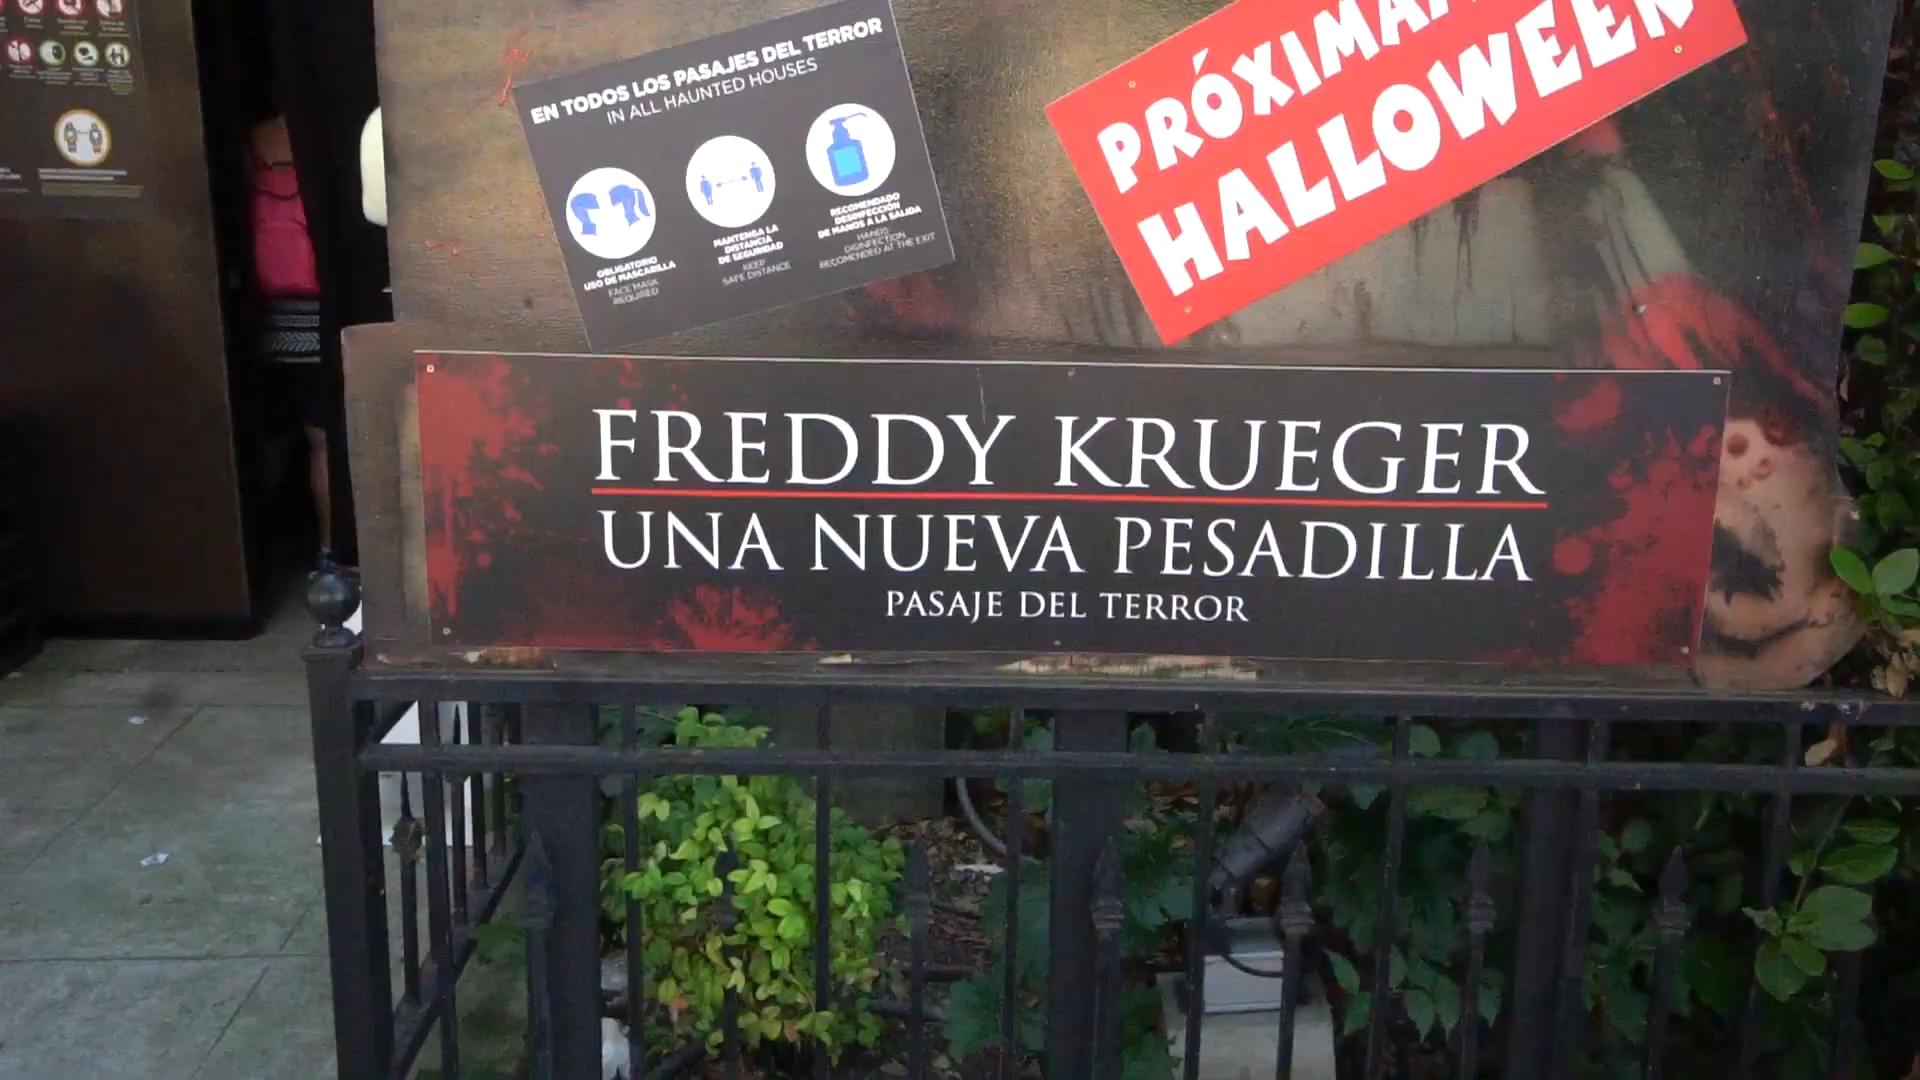 EN TODOS LOS PASAJES DEL TERROR
IN ALL HAUNTED HOUSES
OBLIGATORIO
USO DE MASCARILLA
FACE MASK
REQUIRED
MANTENGA LA
DISTANCIA
DE SEGURIDAD
KEEP
SAFE DISTANCE
RECOMENDADO
DESINFECCIÓN
DE MANOS A LA SALIDA
HANDS
DISINFECTION
RECOMENDED AT THE EXIT
HALLOWEEN
FREDDY KRUEGER
UNA NUEVA PESADILLA
PASAJE DEL TERROR